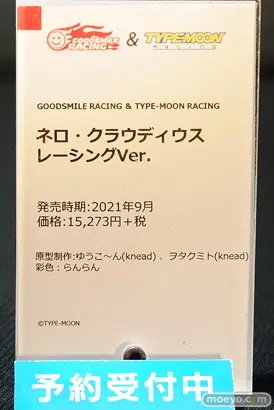 GOODSMILE RACING & TYPE-MOON RACING
GOODSMILE RACING & TYPE-MOON RACING
ネロ・クラウディウス
レーシングVer.
発売時期:2021年9月
価格:15,273円+税
原型制作:ゆうこ~ん(knead) 、ヲタクミト(knead)
彩色:らんらん
©TYPE-MOON
予約受付中
moeyo.com